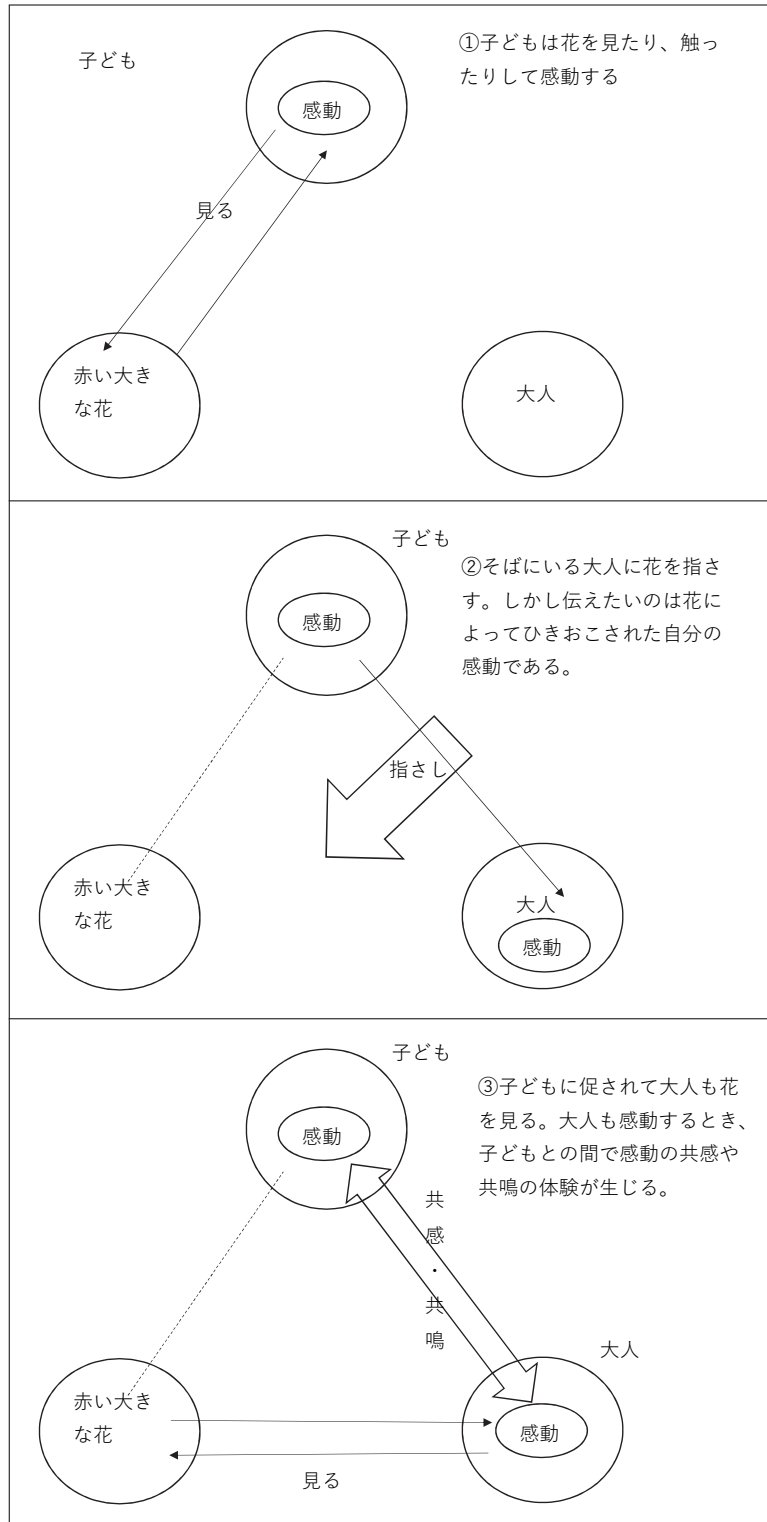 子ども
①子どもは花を見たり、触っ
たりして感動する
感動
見る
赤い大き
な花
大人
子ども
②そばにいる大人に花を指さ
す。しかし伝えたいのは花に
よってひきおこされた自分の
感動である。
感動
指さし
赤い大き
な花
大人
感動
子ども
③子どもに促されて大人も花
を見る。大人も感動するとき、
子どもとの間で感動の共感や
共鳴の体験が生じる。
感動
共感・共鳴
大人
赤い大き
な花
感動
見る